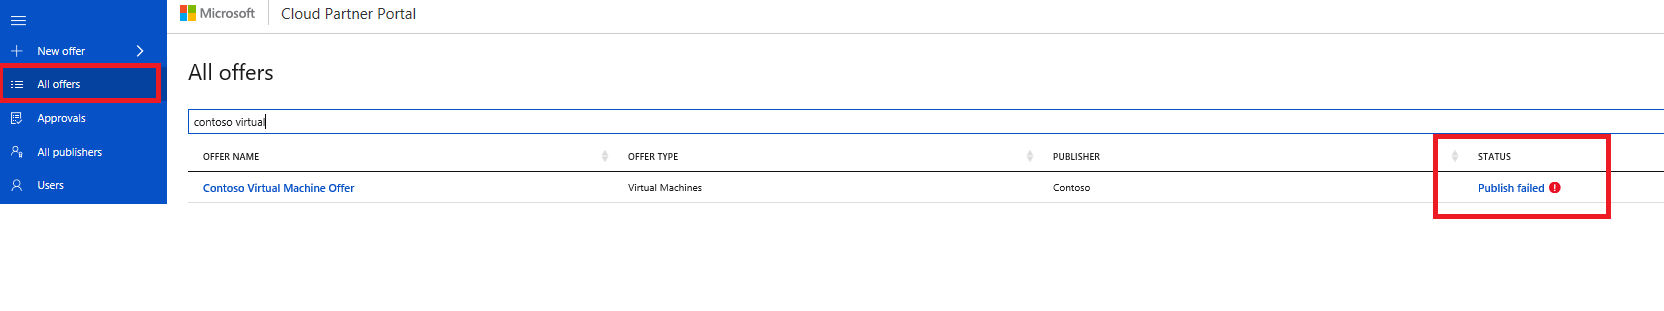 Microsoft Cloud Partner Portal
New offer
All offers
Approvals
All publishers
Users
All offers
contoso virtual
OFFER NAME OFFER TYPE PUBLISHER STATUS
Contoso Virtual Machine Offer Virtual Machines Contoso Publish failed